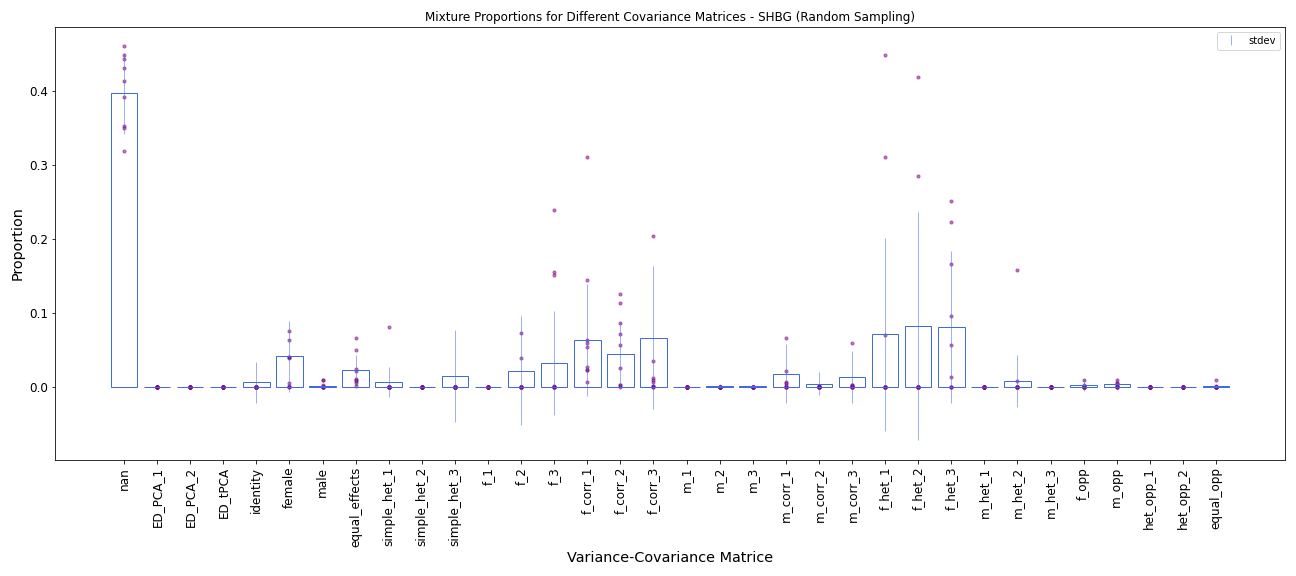 Mixture Proportions for Different Covariance Matrices - SHBG (Random Sampling)
stdev
Proportion
0.4
0.3
0.2
0.1
0.0
nan
ED_PCA_1
ED_PCA_2
ED_tPCA
identity
female
male
equal_effects
simple_het_1
simple_het_2
simple_het_3
f_1
f_2
f_3
f_corr_1
f_corr_2
f_corr_3
m_1
m_2
m_3
m_corr_1
m_corr_2
m_corr_3
f_het_1
f_het_2
f_het_3
m_het_1
m_het_2
m_het_3
f_opp
m_opp
het_opp_1
het_opp_2
equal_opp
Variance-Covariance Matrice